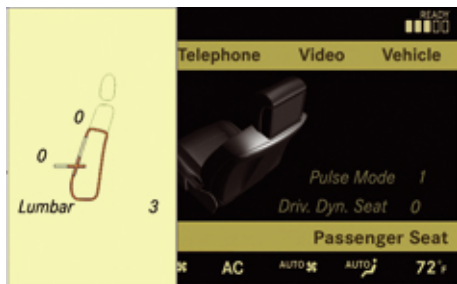 READY
Telephone Video Vehicle
0
0
Lumbar 3
Pulse Mode 1
Driv. Dyn. Seat 0
Passenger Seat
AC AUTO AUTO 72°F